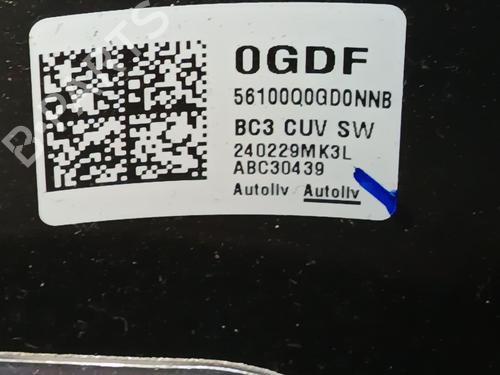 0GDF
56100Q0GD0NNB
BC3 CUV SW
240229MK3L
ABC30439
Autoliv Autoliv